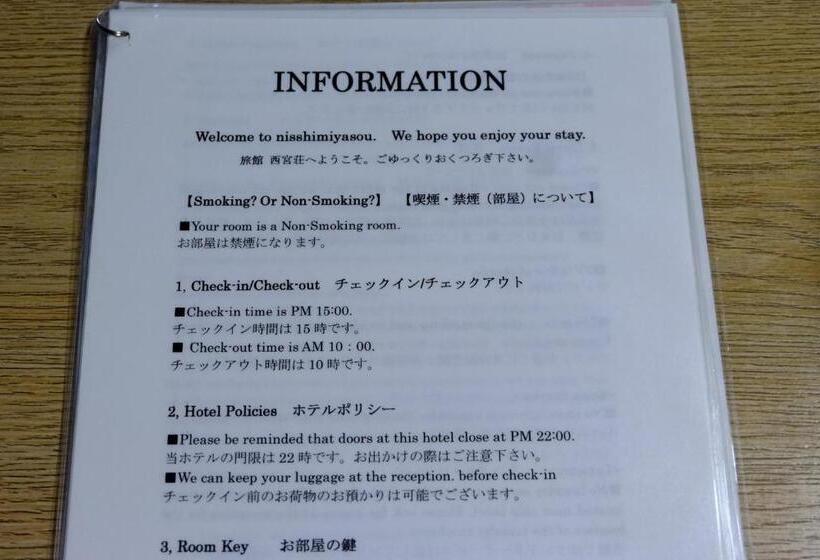 INFORMATION
Welcome to nisshimiyasou. We hope you enjoy your stay.
旅館 西宮荘へようこそ。ごゆっくりおくつろぎ下さい。
【Smoking? Or Non-Smoking?】 【喫煙・禁煙（部屋）について】
■Your room is a Non-Smoking room.
お部屋は禁煙になります。
1, Check-in/Check-out チェックイン/チェックアウト
■Check-in time is PM 15:00.
チェックイン時間は 15 時です。
■ Check-out time is AM 10：00.
チェックアウト時間は 10 時です。
2, Hotel Policies ホテルポリシー
■Please be reminded that doors at this hotel close at PM 22:00.
当ホテルの門限は 22 時です。お出かけの際はご注意下さい。
■We can keep your luggage at the reception. before check-in
チェックイン前のお荷物のお預かりは可能でございます。
3, Room Key お部屋の鍵